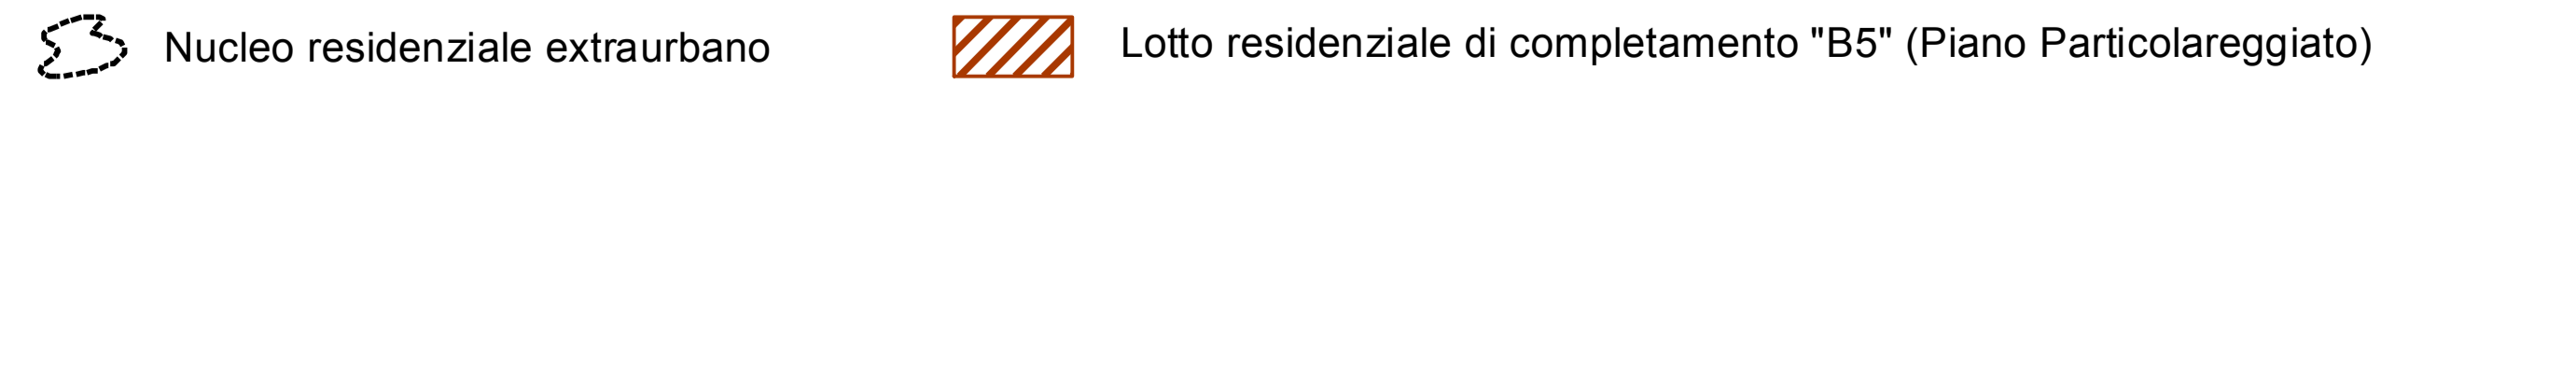 Nucleo residenziale extraurbano
Lotto residenziale di completamento "B5" (Piano Particolareggiato)